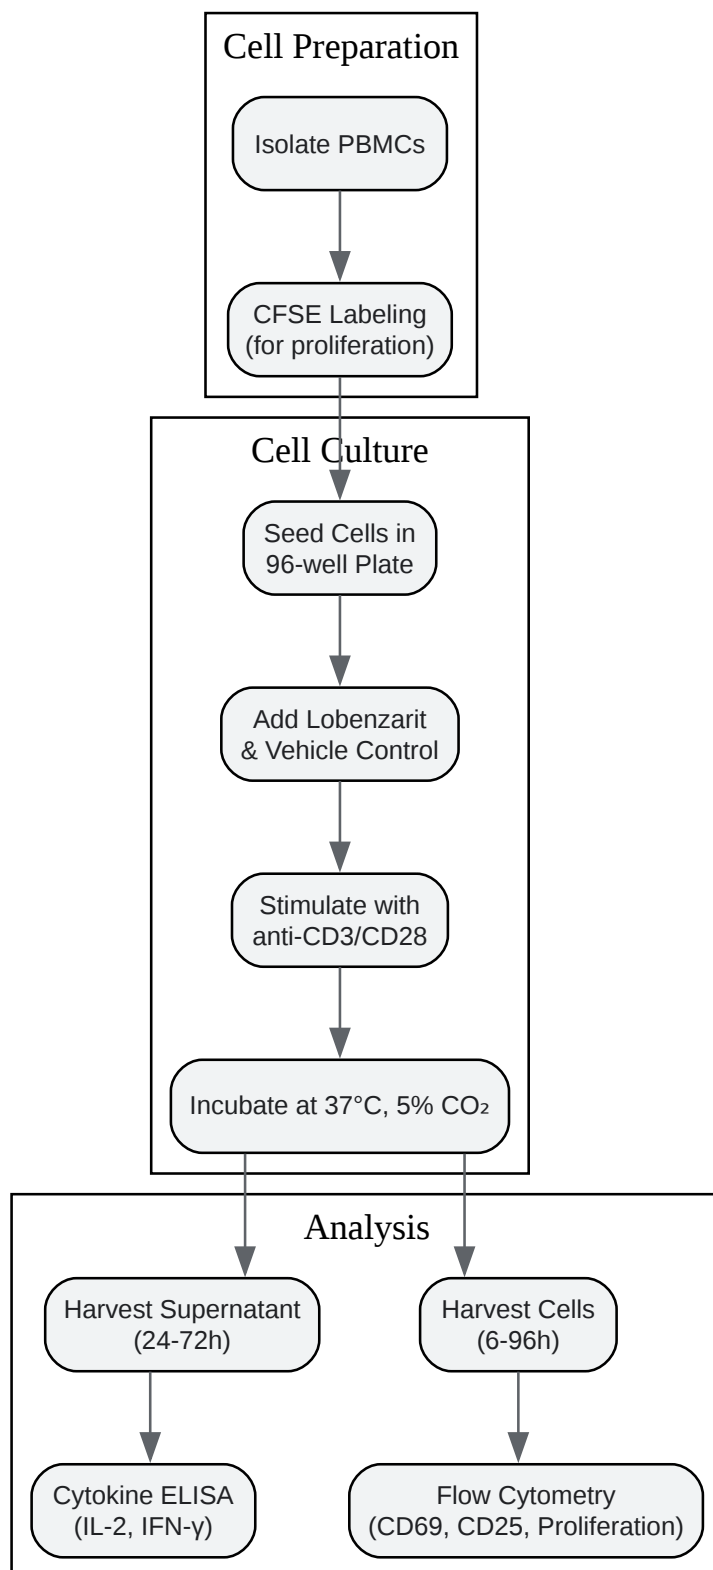 Cell Preparation
Isolate PBMCs
CFSE Labeling
(for proliferation)
Cell Culture
Seed Cells in
96-well Plate
Add Lobenzarit
& Vehicle Control
Stimulate with
anti-CD3/CD28
Incubate at 37°C, 5% CO₂
Analysis
Harvest Supernatant
(24-72h)
Harvest Cells
(6-96h)
Cytokine ELISA
(IL-2, IFN-γ)
Flow Cytometry
(CD69, CD25, Proliferation)